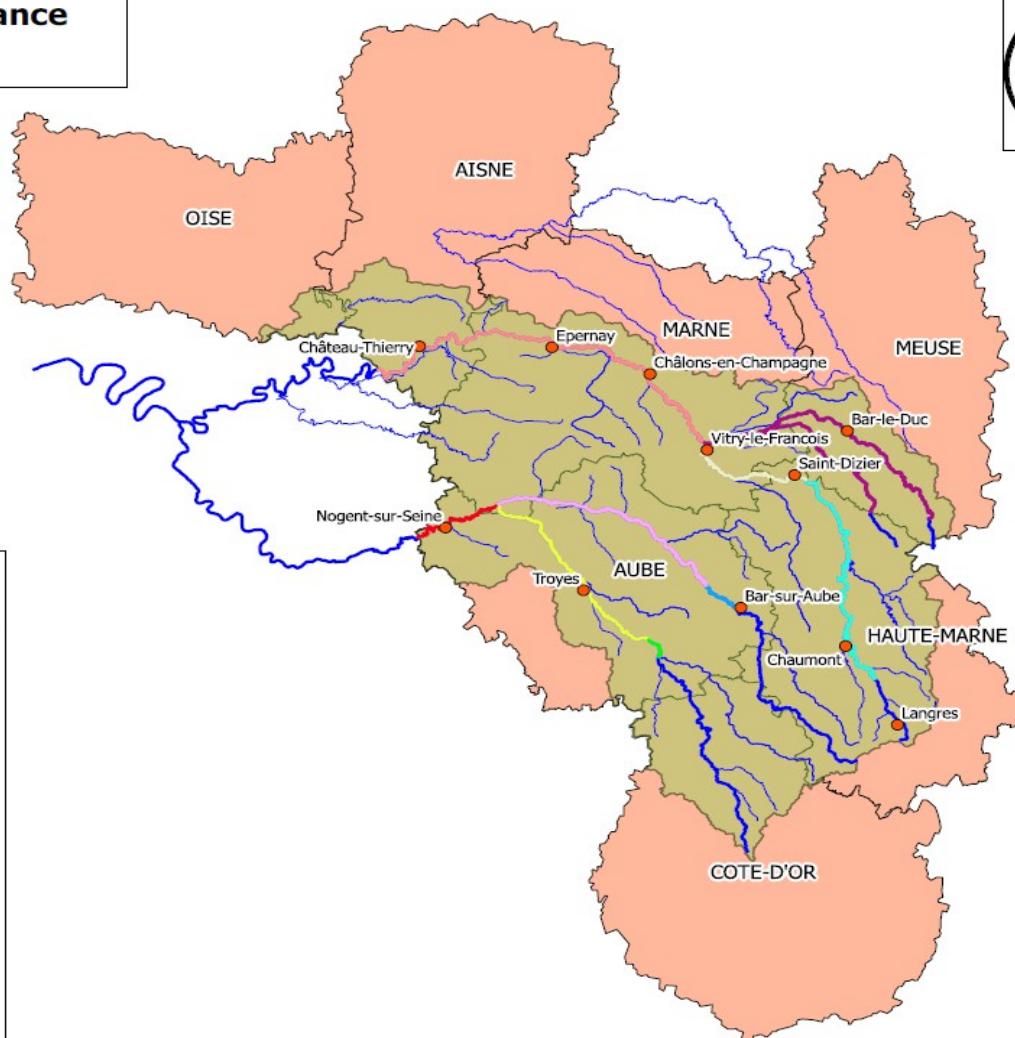 ance
AISNE
OISE
MARNE
MEUSE
Epernay
Château-Thierry
Châlons-en-Champagne
Bar-le-Duc
Vitry-le-Francois
Saint-Dizier
Nogent-sur-Seine
AUBE
Troyes
Bar-sur-Aube
HAUTE-MARNE
Chaumont
Langres
COTE-D'OR